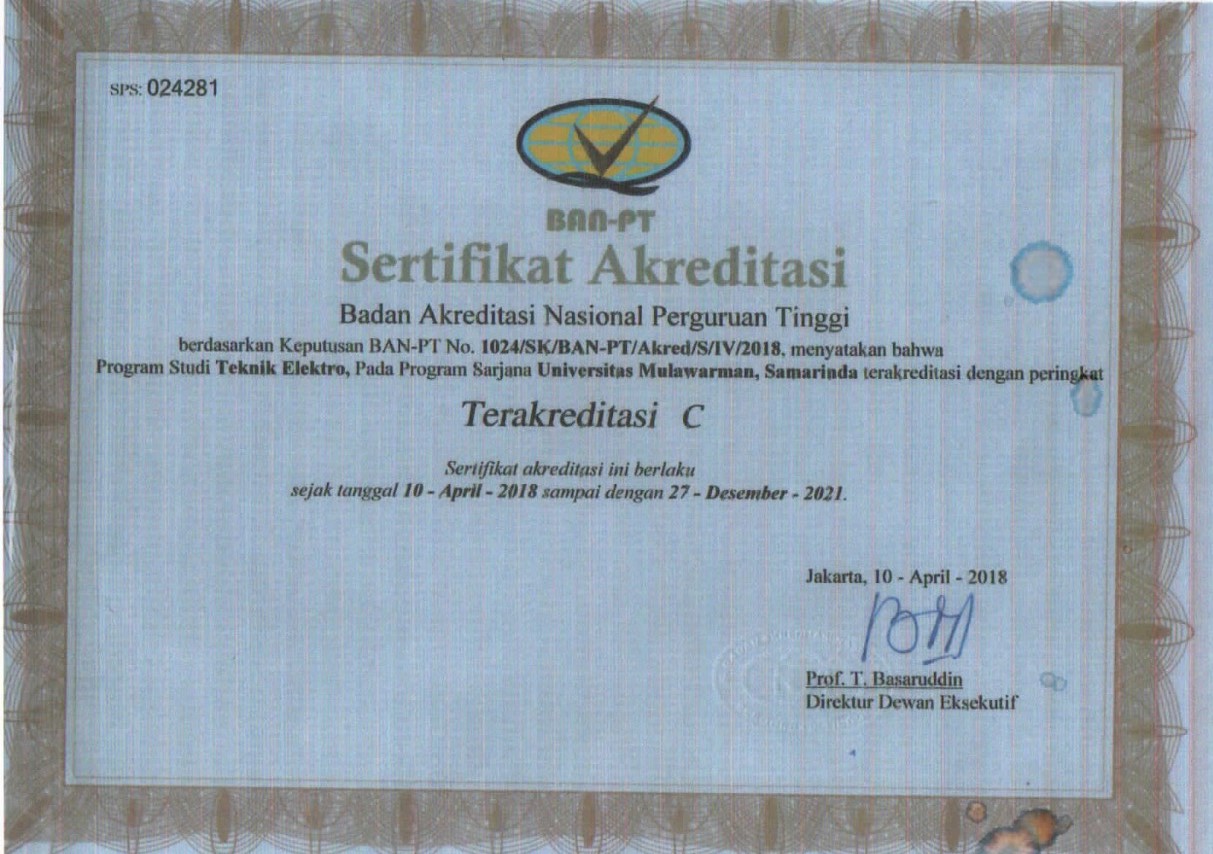 SPS: 024281
BAN-PT
Sertifikat Akreditasi
Badan Akreditasi Nasional Perguruan Tinggi
berdasarkan Keputusan BAN-PT No. 1024/SK/BAN-PT/Akred/S/IV/2018, menyatakan bahwa
Program Studi Teknik Elektro, Pada Program Sarjana Universitas Mulawarman, Samarinda terakreditasi dengan peringkat
Terakreditasi C
Sertifikat akreditasi ini berlaku
sejak tanggal 10 - April - 2018 sampai dengan 27 - Desember - 2021.
Jakarta, 10 - April - 2018
Prof. T. Basaruddin
Direktur Dewan Eksekutif